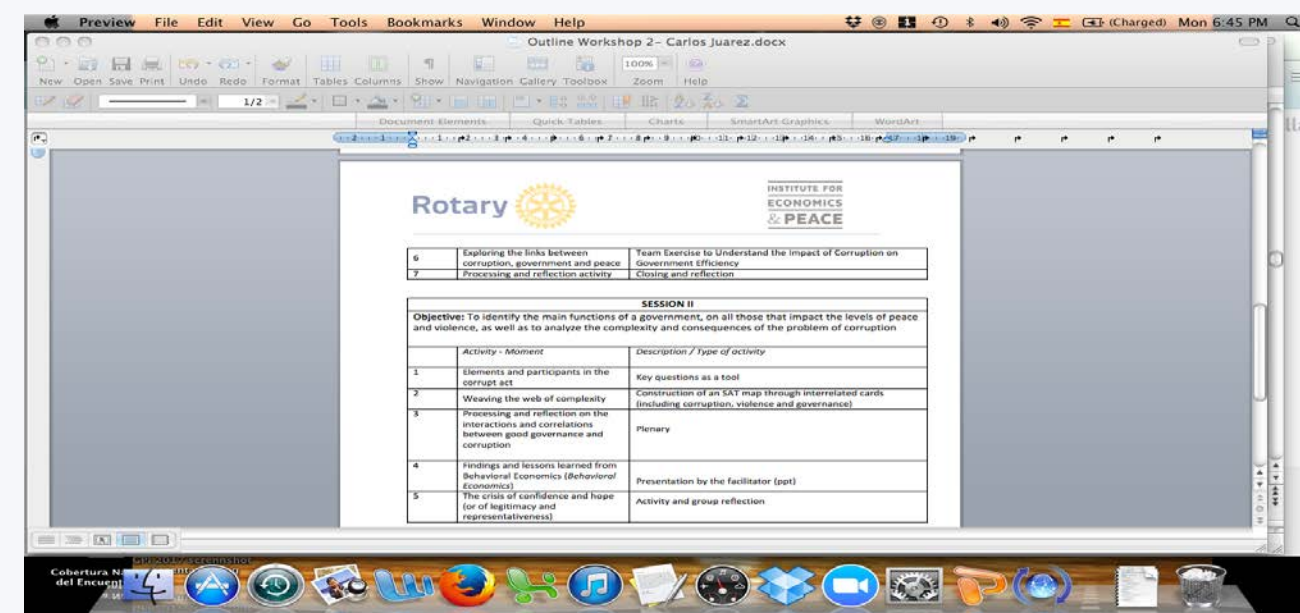 Preview File Edit View Go Tools Bookmarks Window Help (Charged) Mon 6:45 PM
Outline Workshop 2- Carlos Juarez.docx
100%
New Open Save Print Undo Redo Format Tables Columns Show Navigation Gallery Toolbox Zoom Help
1/2
Document Elements Quick Tables Charts SmartArt Graphics WordArt
Rotary
INSTITUTE FOR
ECONOMICS
& PEACE
6 Exploring the links between corruption, government and peace Team Exercise to Understand the Impact of Corruption on Government Efficiency
7 Processing and reflection activity Closing and reflection
SESSION II
Objective: To identify the main functions of a government, on all those that impact the levels of peace
and violence, as well as to analyze the complexity and consequences of the problem of corruption
Activity - Moment Description / Type of activity
1 Elements and participants in the corrupt act Key questions as a tool
2 Weaving the web of complexity Construction of an SAT map through interrelated cards (including corruption, violence and governance)
3 Processing and reflection on the interactions and correlations between good governance and corruption Plenary
4 Findings and lessons learned from Behavioral Economics (Behavioral Economics) Presentation by the facilitator (ppt)
5 The crisis of confidence and hope (or of legitimacy and representativeness) Activity and group reflection
Cobertura
del